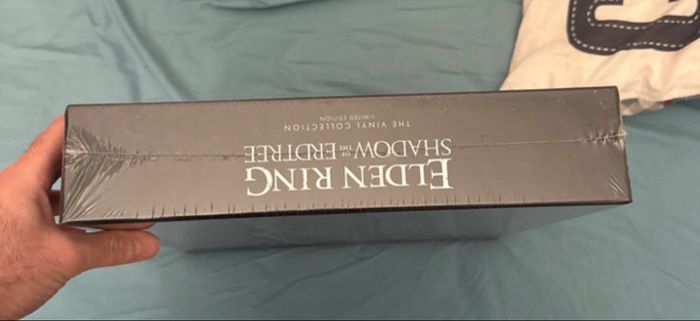 ELDEN RING
SHADOW OF THE ERDTREE
THE VINYL COLLECTION
LIMITED EDITION